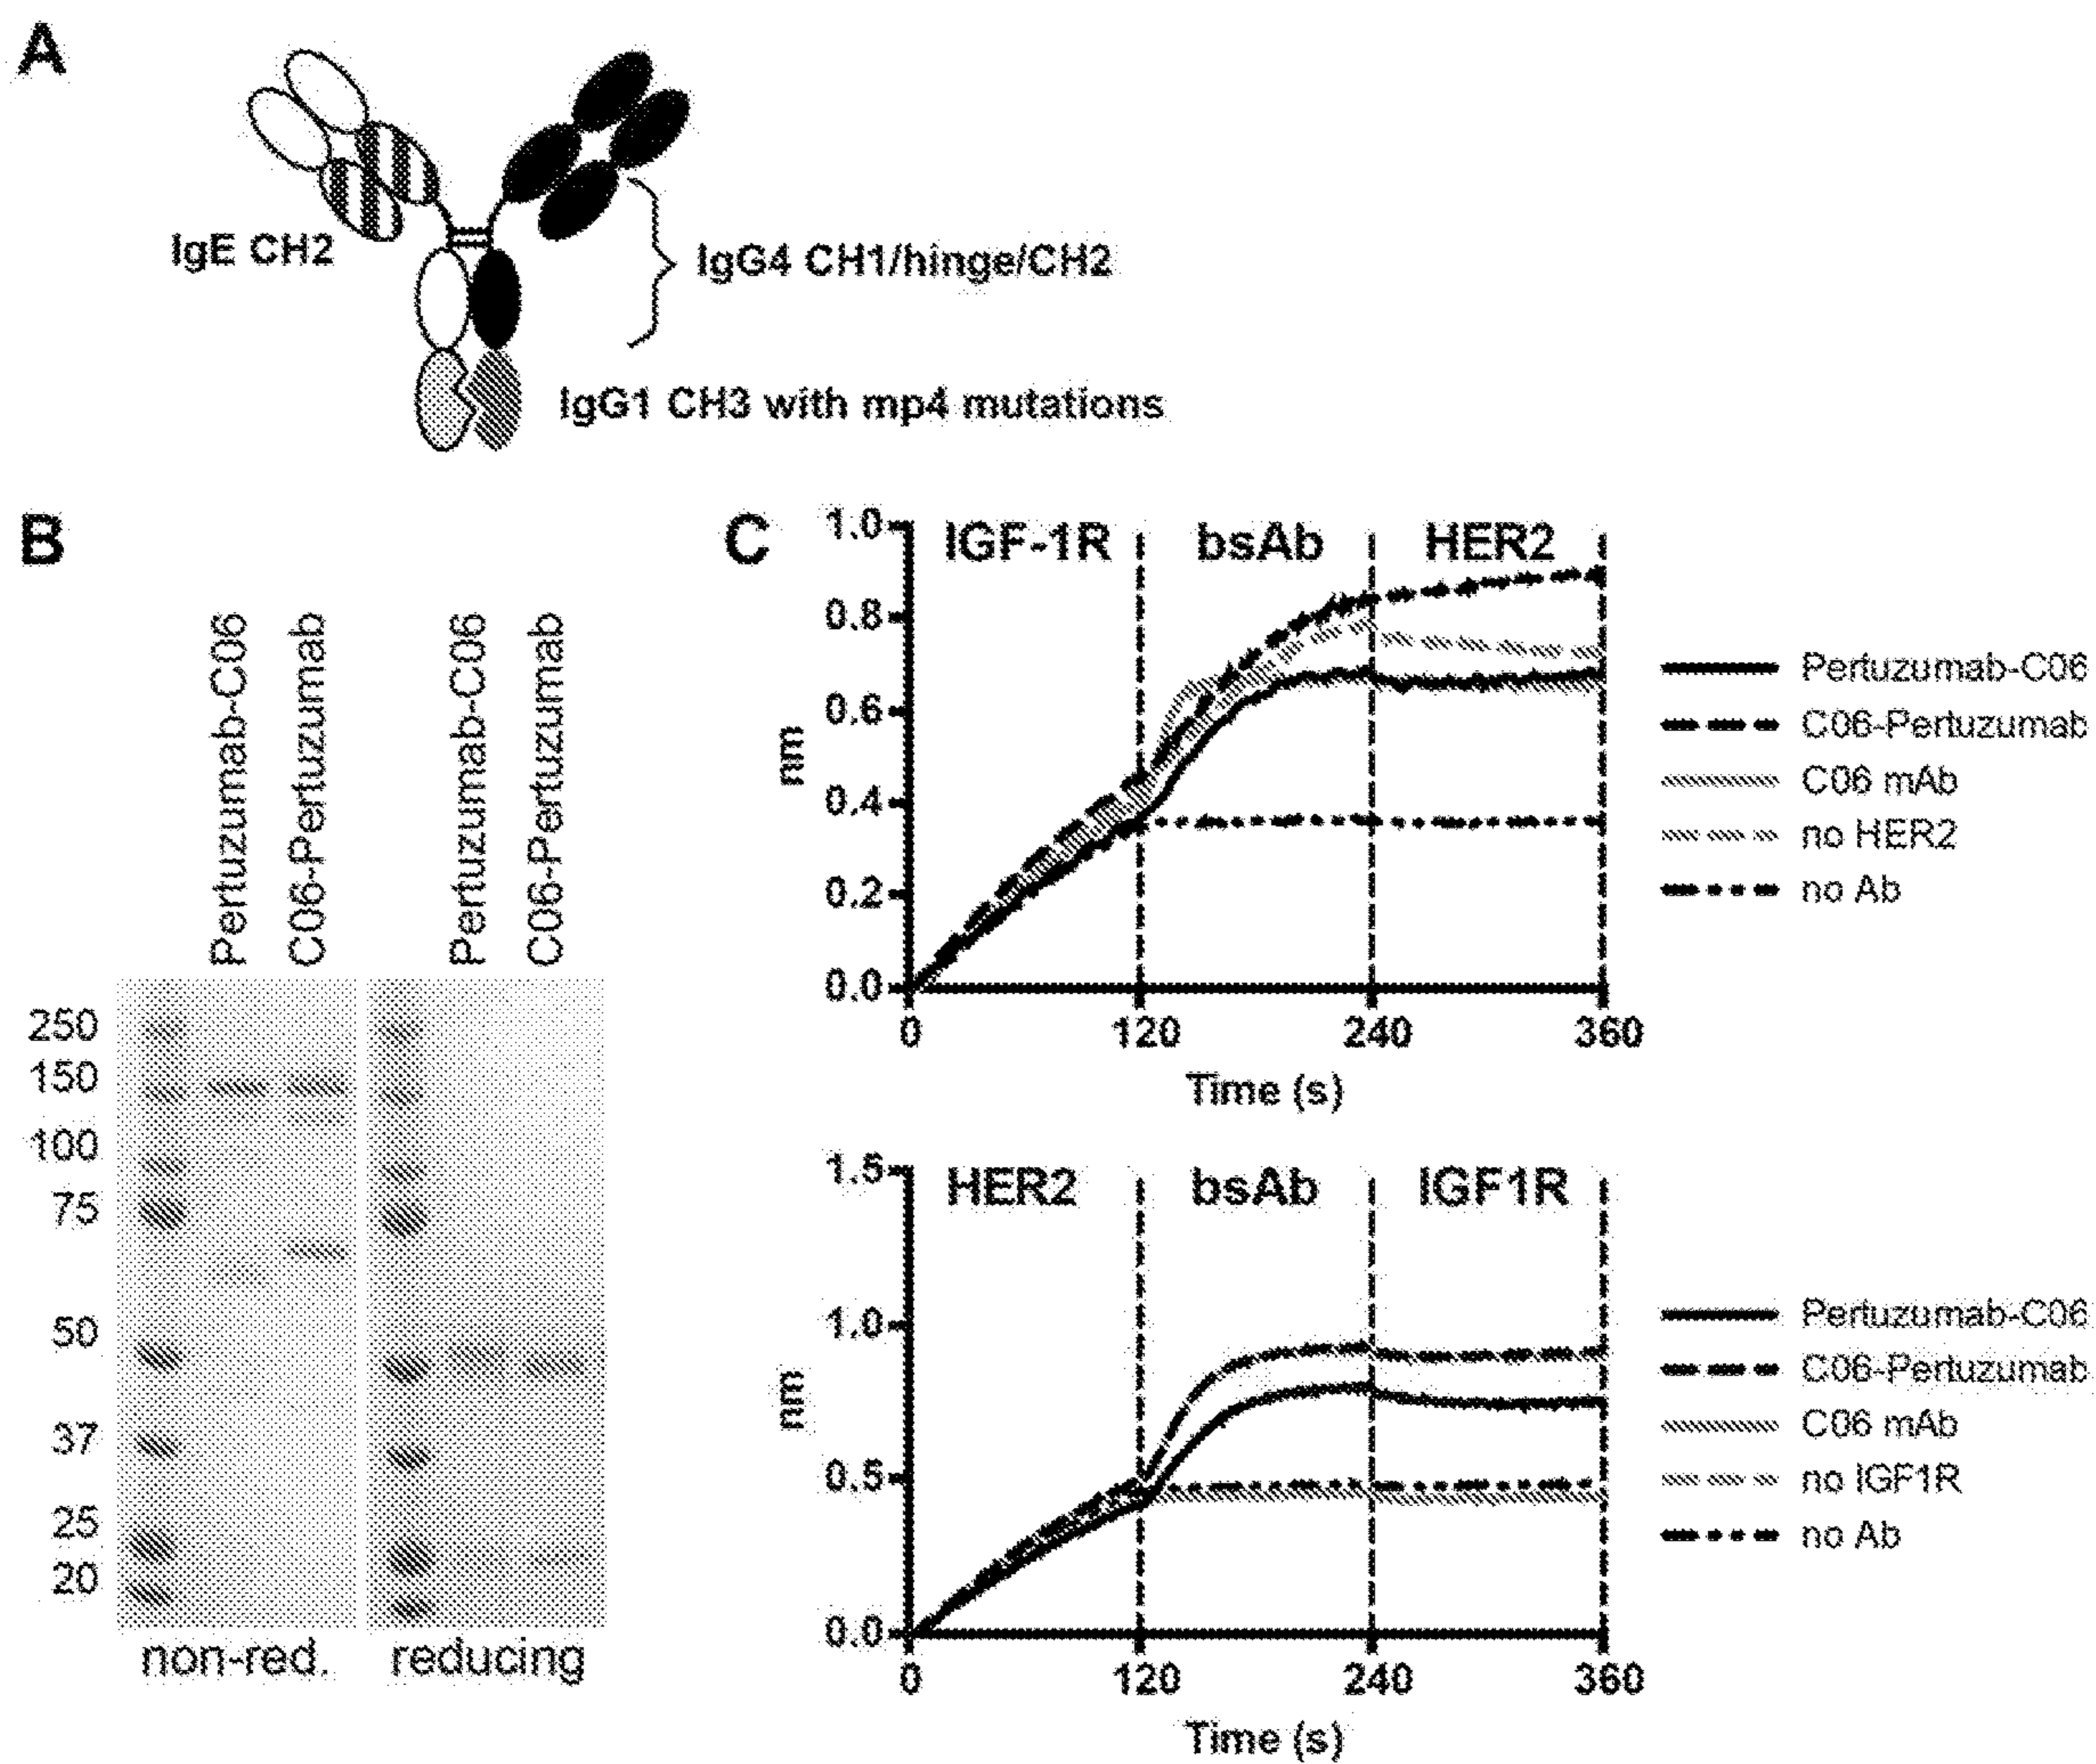 A
IgE CH2
IgG4 CH1/hinge/CH2
IgG1 CH3 with mp4 mutations
B
Pertuzumab-C06
C06-Pertuzumab
Pertuzumab-C06
C06-Pertuzumab
250
150
100
75
50
37
25
20
non-red.
reducing
C
IGF-1R
bsAb
HER2
1.0
0.8
0.6
0.4
0.2
0.0
nm
0
120
240
360
Time (s)
Pertuzumab-C06
C06-Pertuzumab
C06 mAb
no HER2
no Ab
HER2
bsAb
IGF1R
1.5
1.0
0.5
0.0
nm
0
120
240
360
Time (s)
Pertuzumab-C06
C06-Pertuzumab
C06 mAb
no IGF1R
no Ab